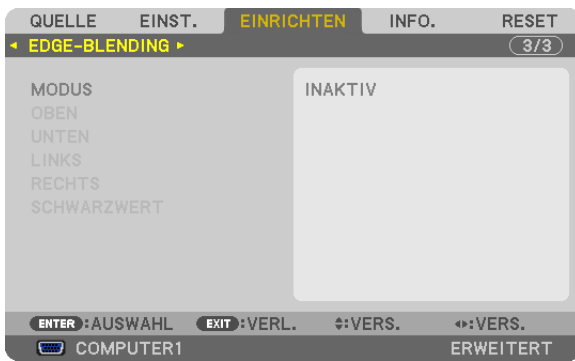 QUELLE EINST. EINRICHTEN INFO. RESET
EDGE-BLENDING 3/3
MODUS INAKTIV
OBEN
UNTEN
LINKS
RECHTS
SCHWARZWERT
ENTER :AUSWAHL EXIT :VERL. :VERS. :VERS.
COMPUTER1 ERWEITERT